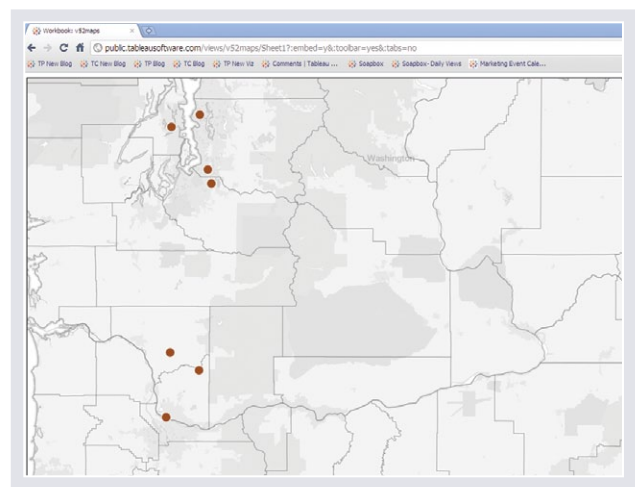 Workbook: v52maps
public.tableausoftware.com/views/v52maps/Sheet1?:embed=y&:toolbar=yes&:tabs=no
TP New Blog TC New Blog TP Blog TC Blog TP New Viz Comments | Tableau ... Soapbox Soapbox- Daily Views Marketing Event Cale...
Washington